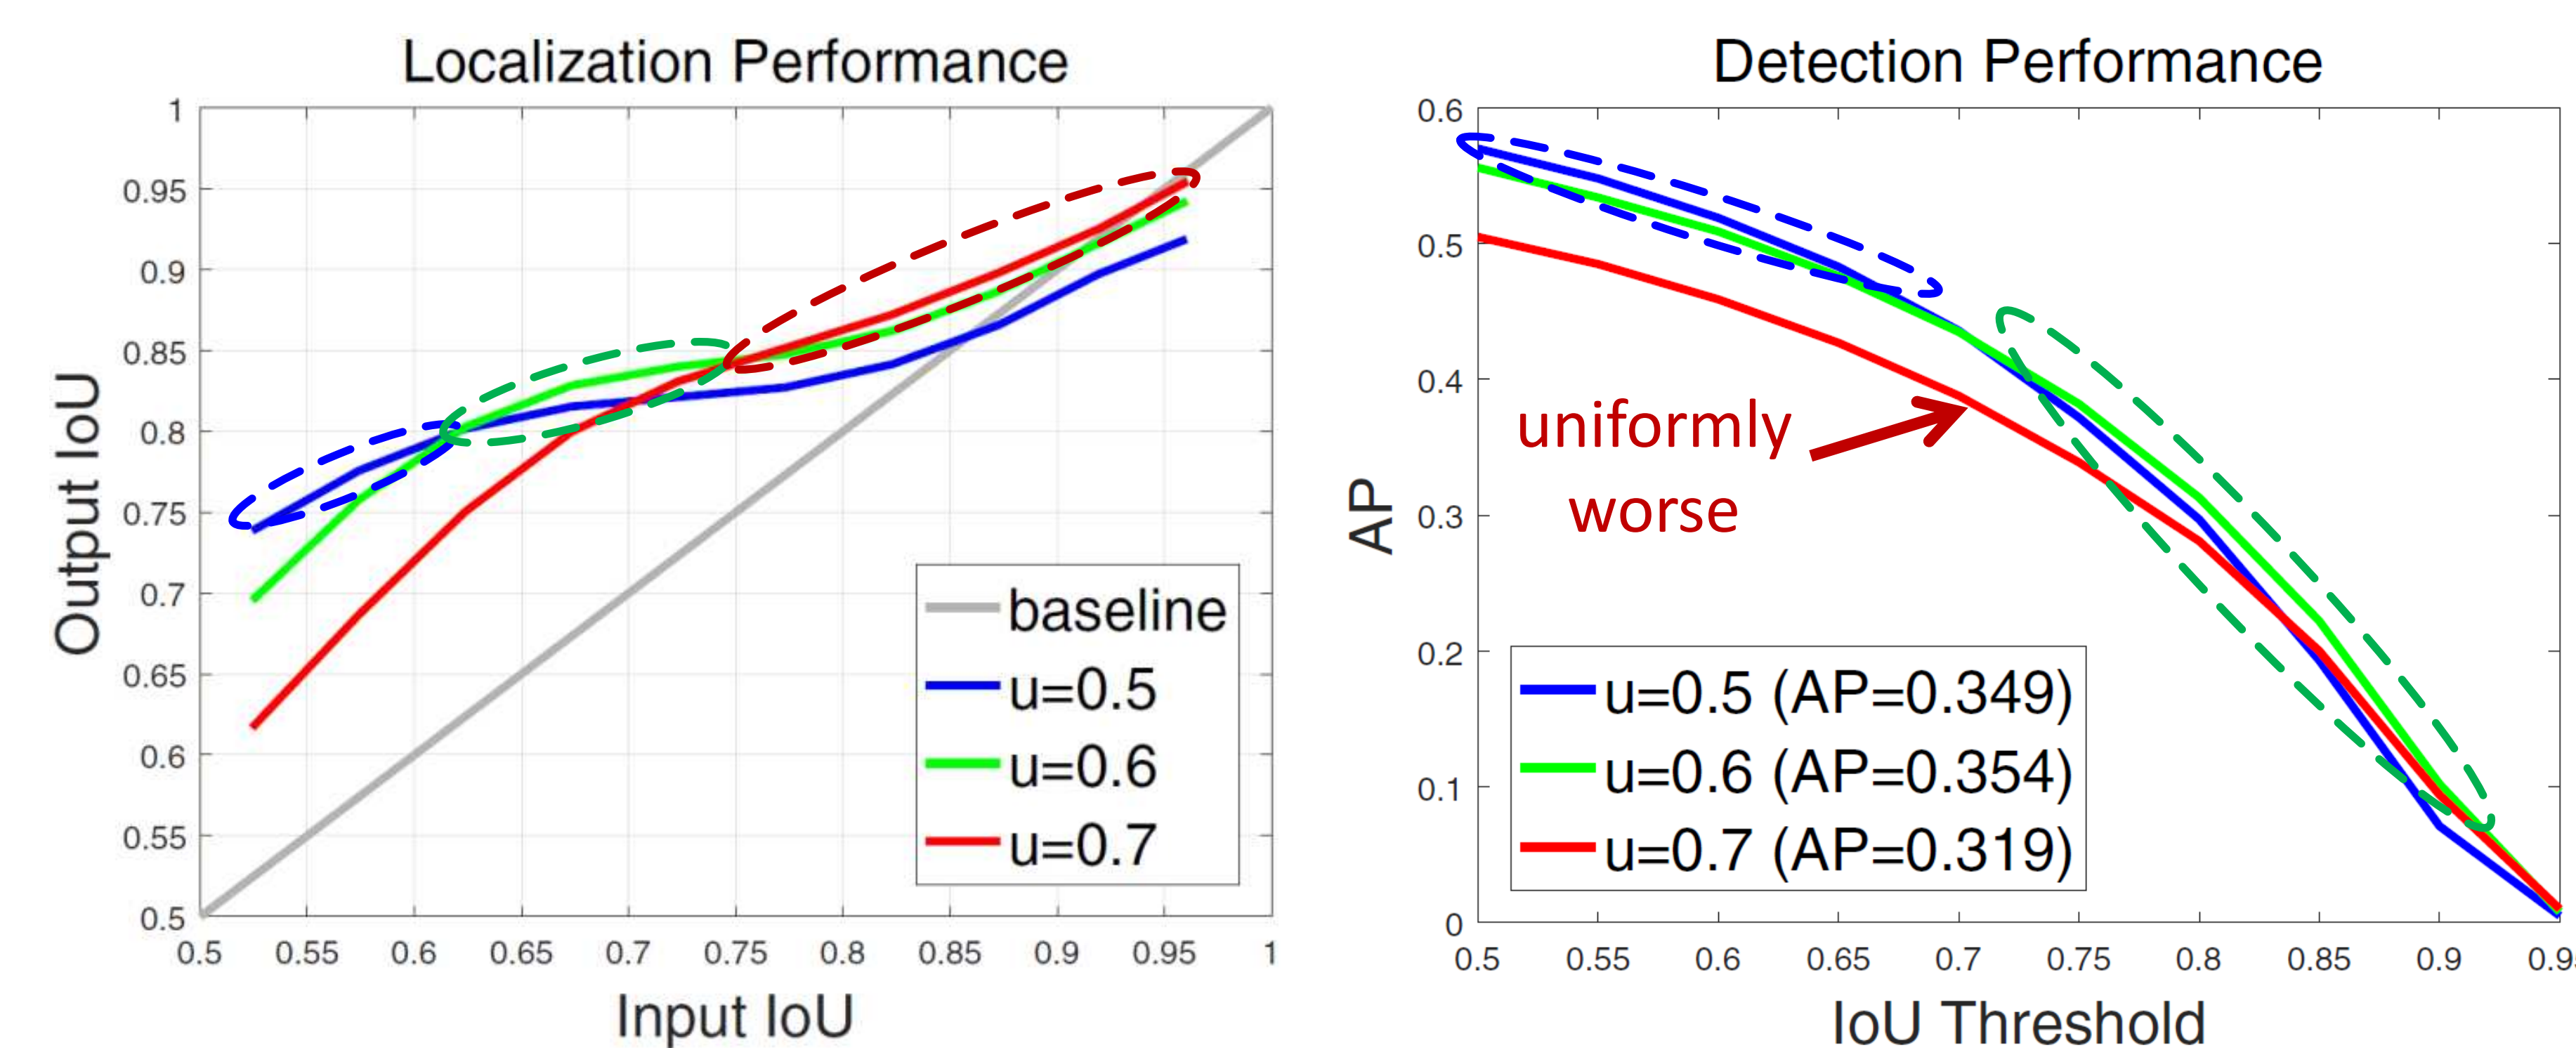 Localization Performance
1
0.95
0.9
0.85
0.8
0.75
0.7
0.65
0.6
0.55
0.5
Output IoU
0.5 0.55 0.6 0.65 0.7 0.75 0.8 0.85 0.9 0.95 1
Input IoU
baseline
u=0.5
u=0.6
u=0.7
Detection Performance
0.6
0.5
0.4
0.3
0.2
0.1
0
AP
uniformly
worse
u=0.5 (AP=0.349)
u=0.6 (AP=0.354)
u=0.7 (AP=0.319)
0.5 0.55 0.6 0.65 0.7 0.75 0.8 0.85 0.9
IoU Threshold